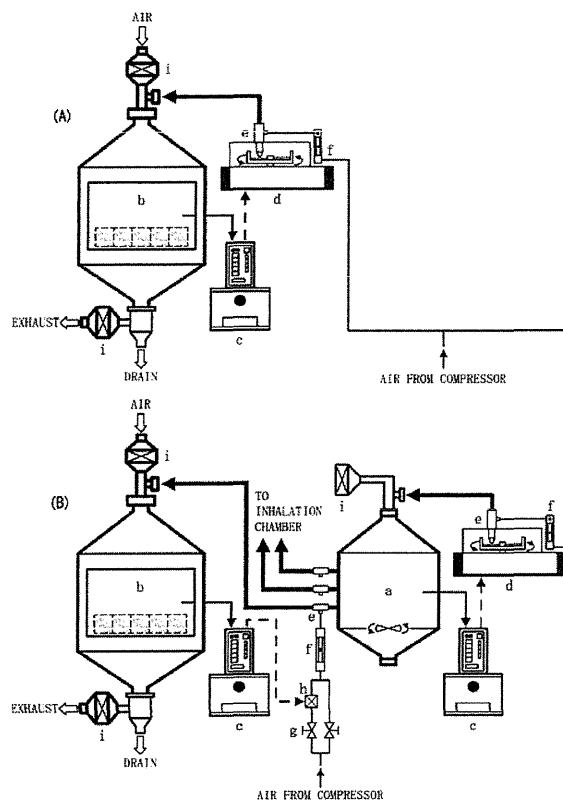 AIR
i
(A)
e
f
b
d
c
EXHAUST
i
DRAIN
AIR FROM COMPRESSOR
AIR
i
(B)
TO
INHALATION
CHAMBER
i
e
f
b
a
d
e
f
h
g
c
c
EXHAUST
i
DRAIN
AIR FROM COMPRESSOR